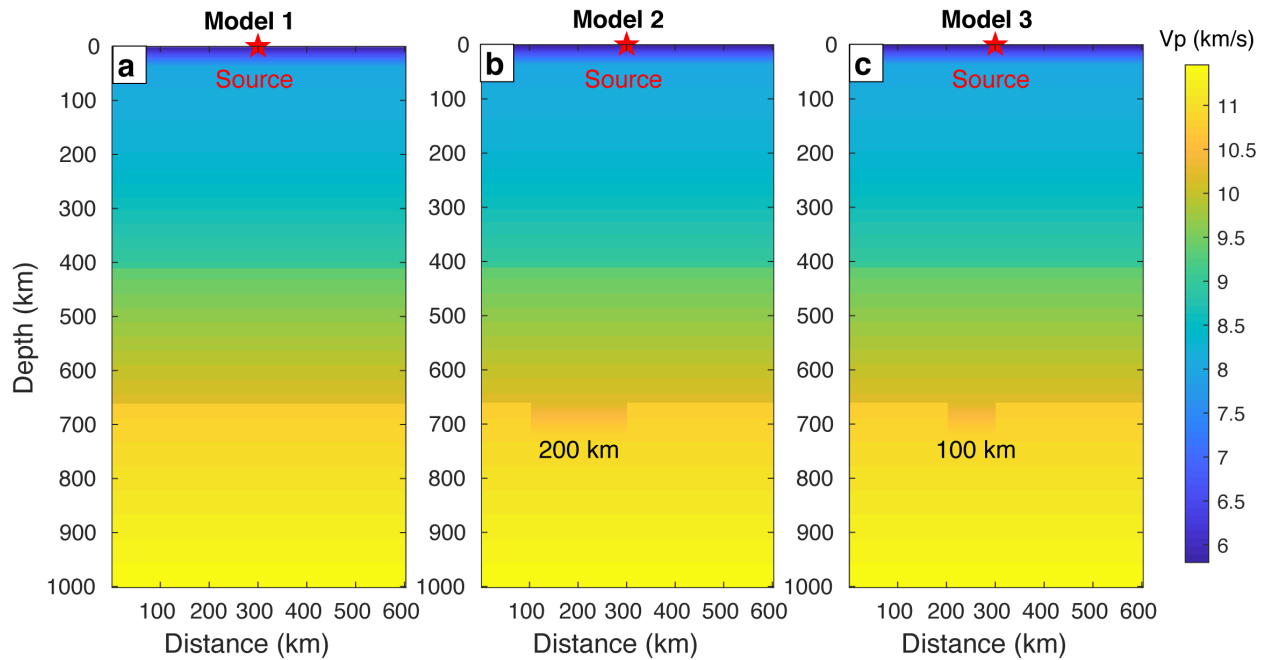 Model 1 Model 2 Model 3 Vp (km/s)
a b c
Source Source Source
0 100 200 300 400 500 600 700 800 900 1000
0 100 200 300 400 500 600 700 800 900 1000
0 100 200 300 400 500 600 700 800 900 1000
Depth (km)
200 km 100 km
100 200 300 400 500 600 100 200 300 400 500 600 100 200 300 400 500 600
Distance (km) Distance (km) Distance (km)
11
10.5
10
9.5
9
8.5
8
7.5
7
6.5
6